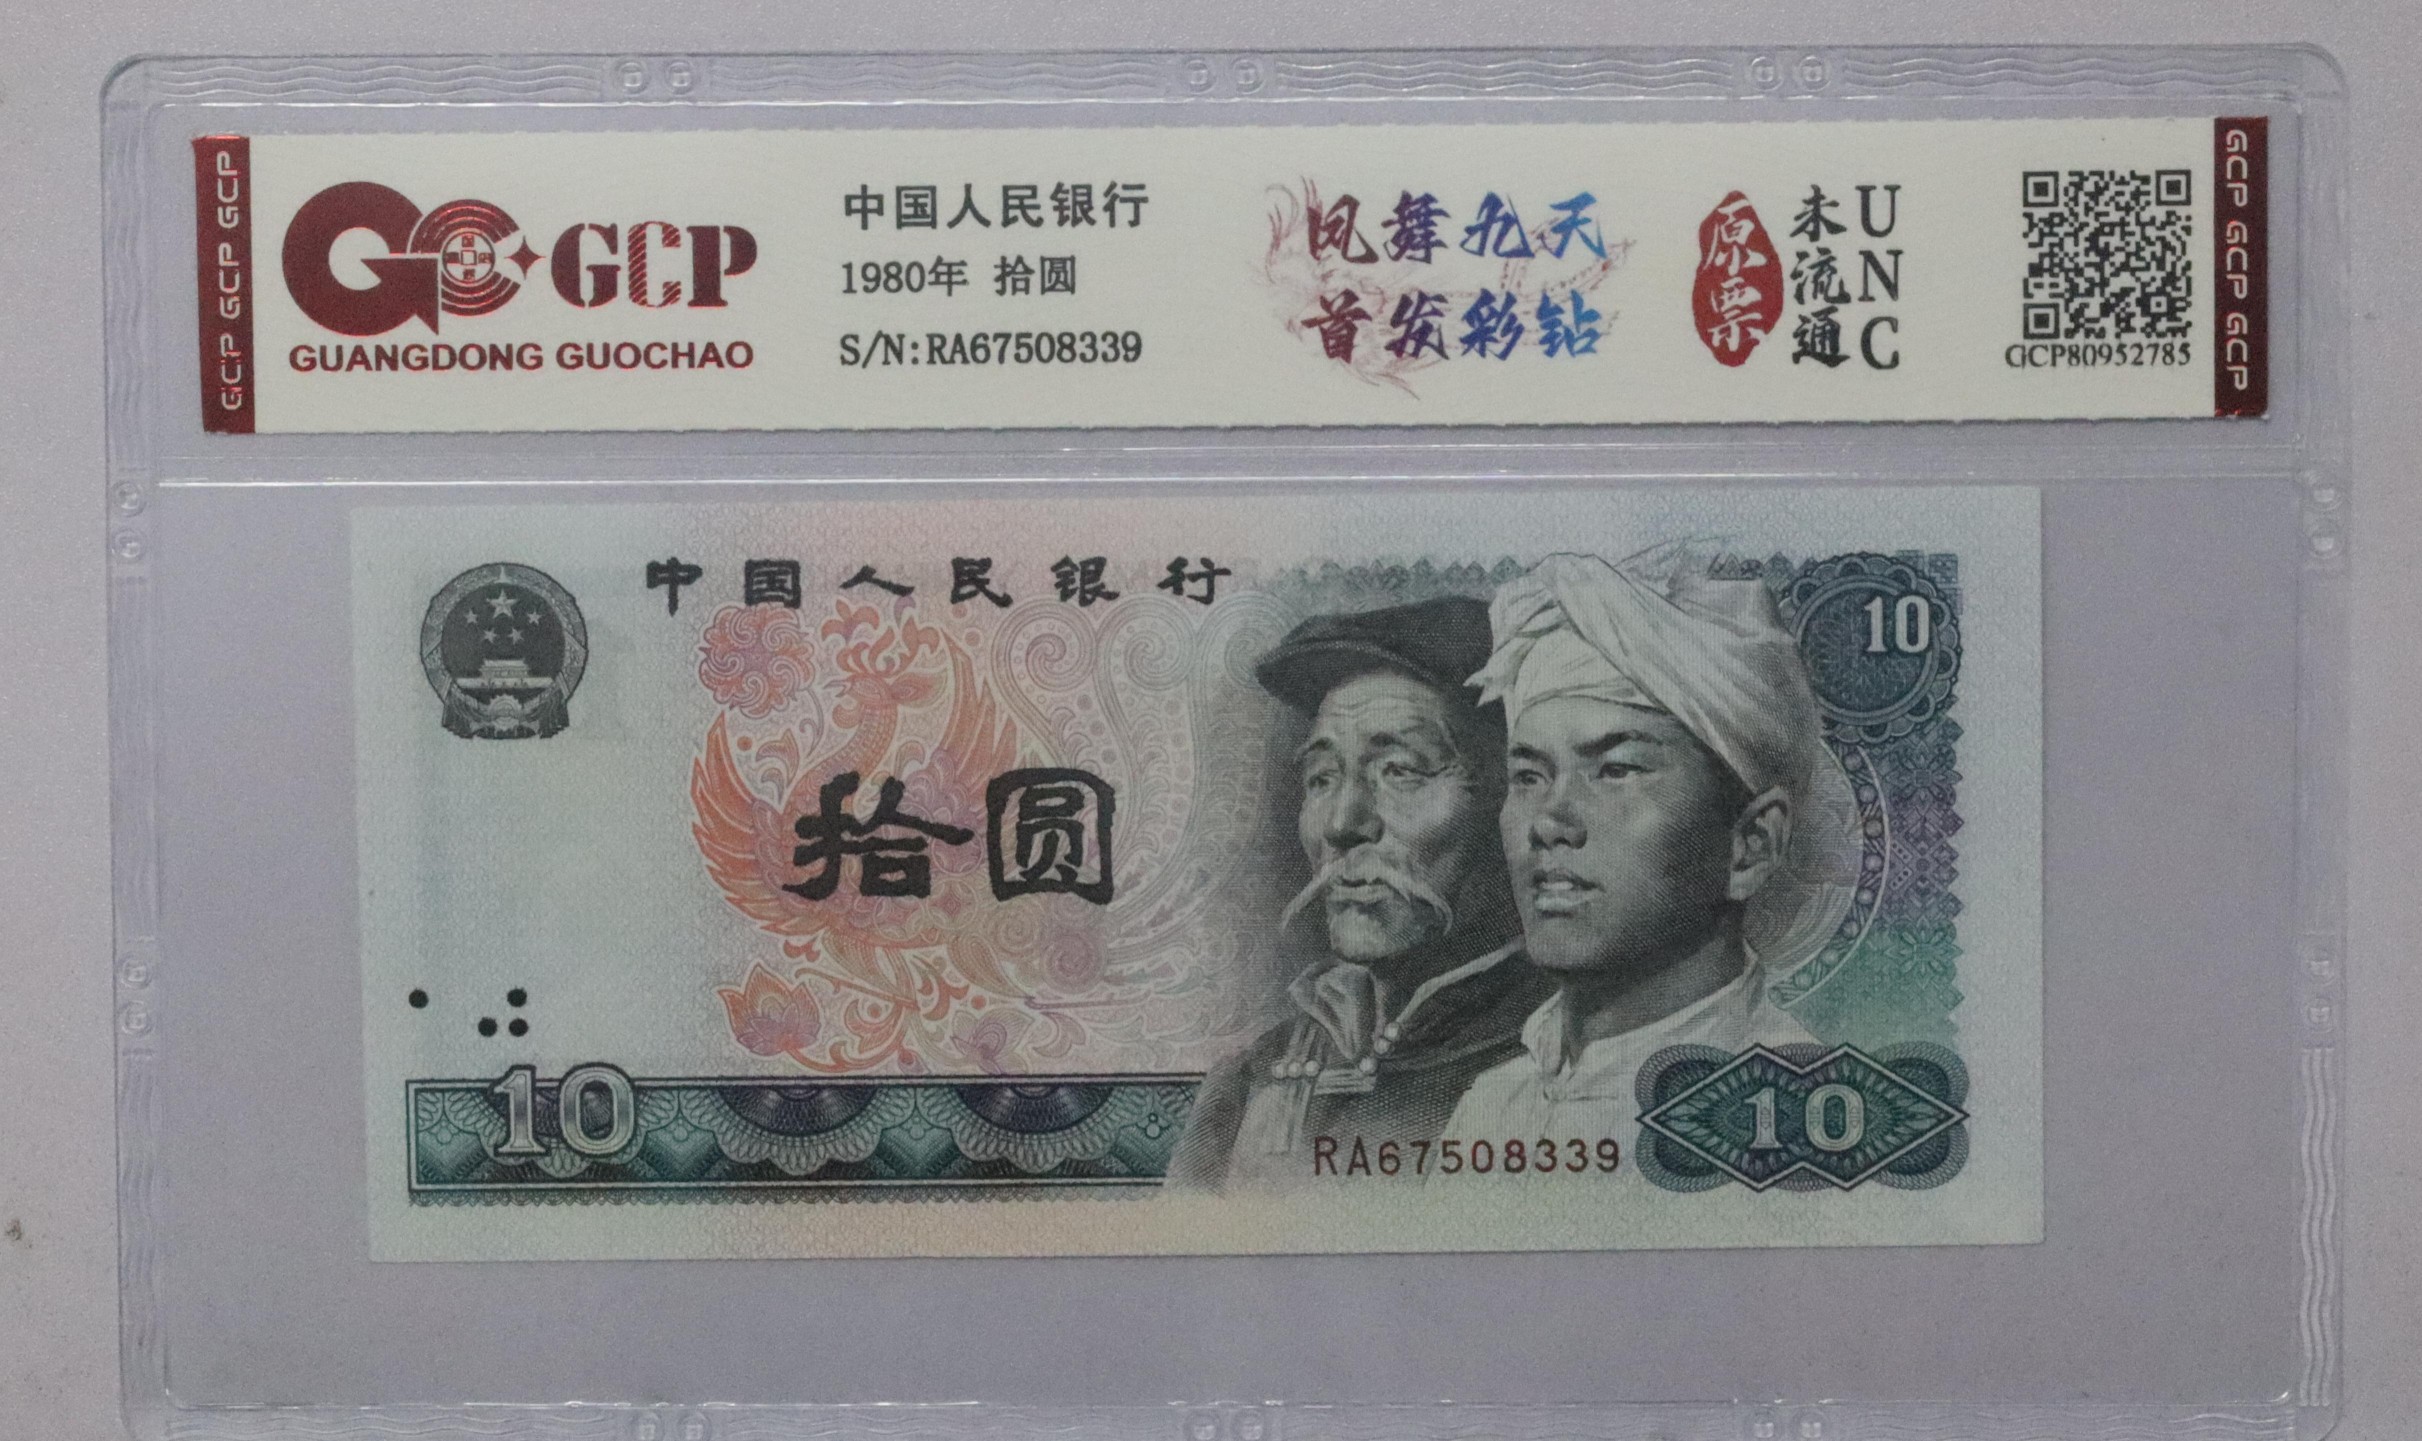 GCP GCP GCP
GCP
GUANGDONG GUOCHAO
中国人民银行
1980年 拾圆
S/N:RA67508339
凤舞九天
首发彩钻
原票
未流通
UNC
GCP80952785
GCP GCP GCP
中国人民银行
10
拾圆
10
RA67508339
10